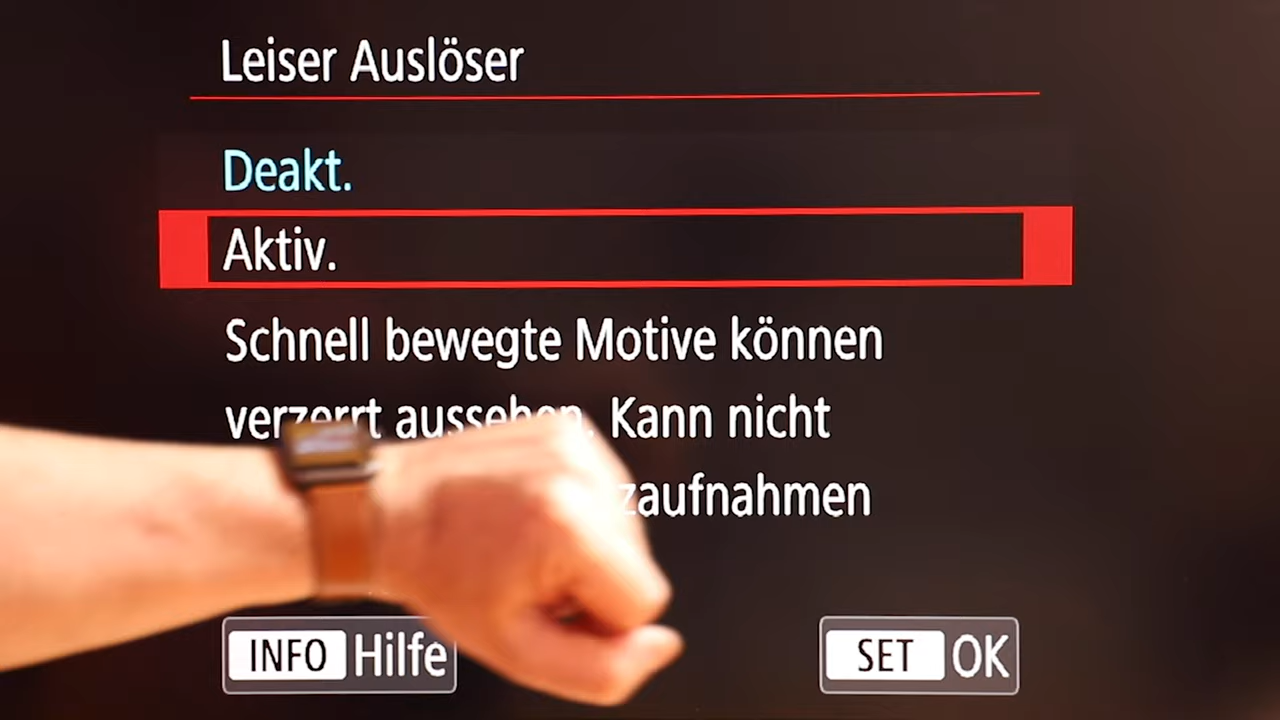 Leiser Auslöser
Deakt.
Aktiv.
Schnell bewegte Motive können
verzerrt aussehen. Kann nicht
zaufnahmen
INFO Hilfe
SET OK